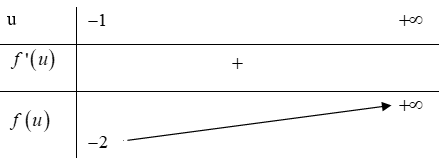 u −1 +∞
f'(u) +
+∞
f(u)
−2